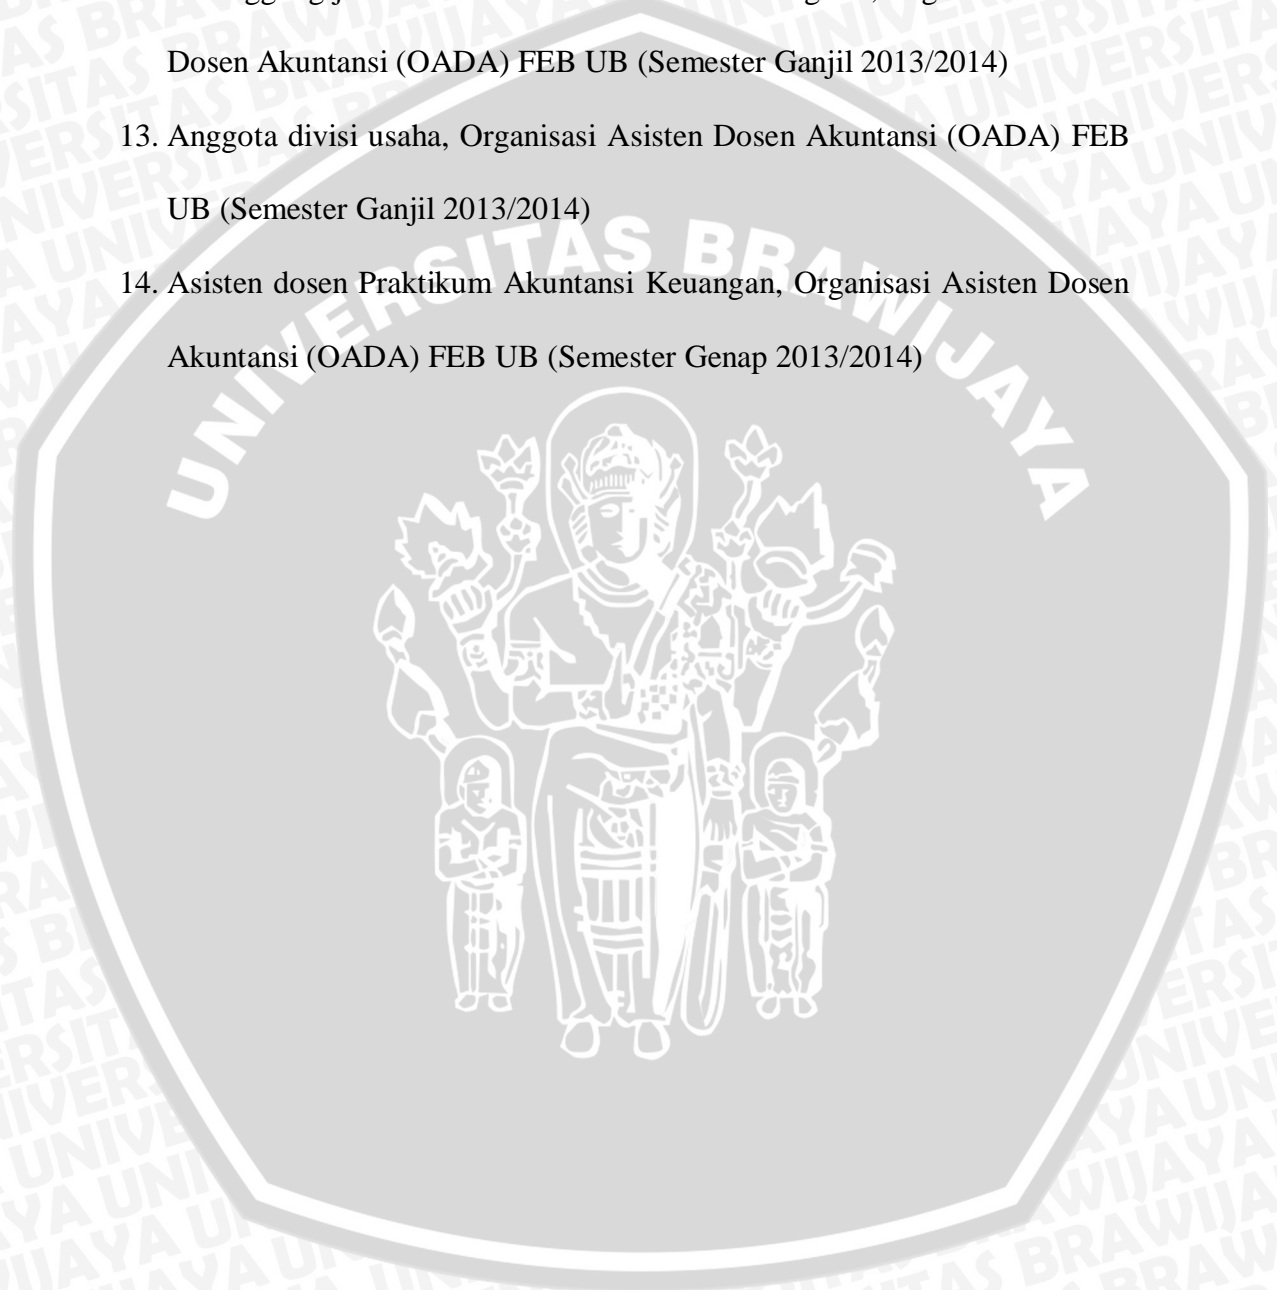 Dosen Akuntansi (OADA) FEB UB (Semester Ganjil 2013/2014)
13. Anggota divisi usaha, Organisasi Asisten Dosen Akuntansi (OADA) FEB
UB (Semester Ganjil 2013/2014)
14. Asisten dosen Praktikum Akuntansi Keuangan, Organisasi Asisten Dosen
Akuntansi (OADA) FEB UB (Semester Genap 2013/2014)
UNIVERSITAS BRAWIJAYA